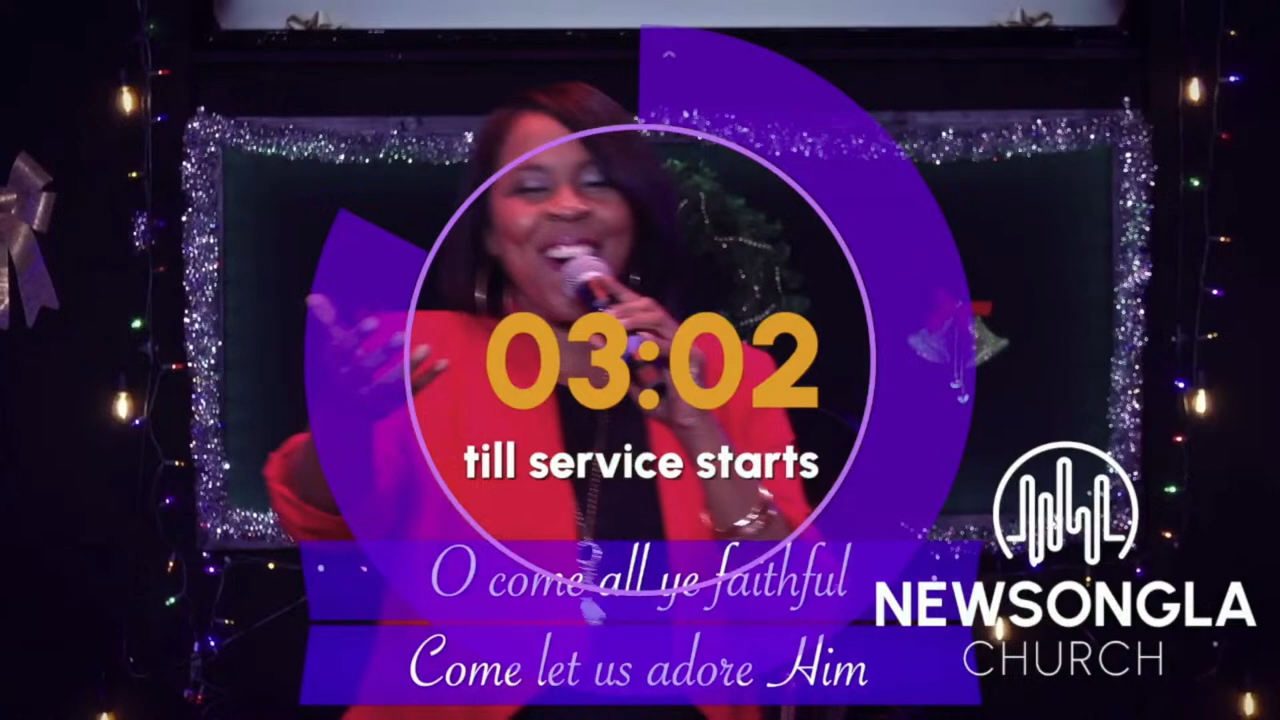 03:02
till service starts
O come all ye faithful
Come let us adore Him
NEWSONGLA
CHURCH